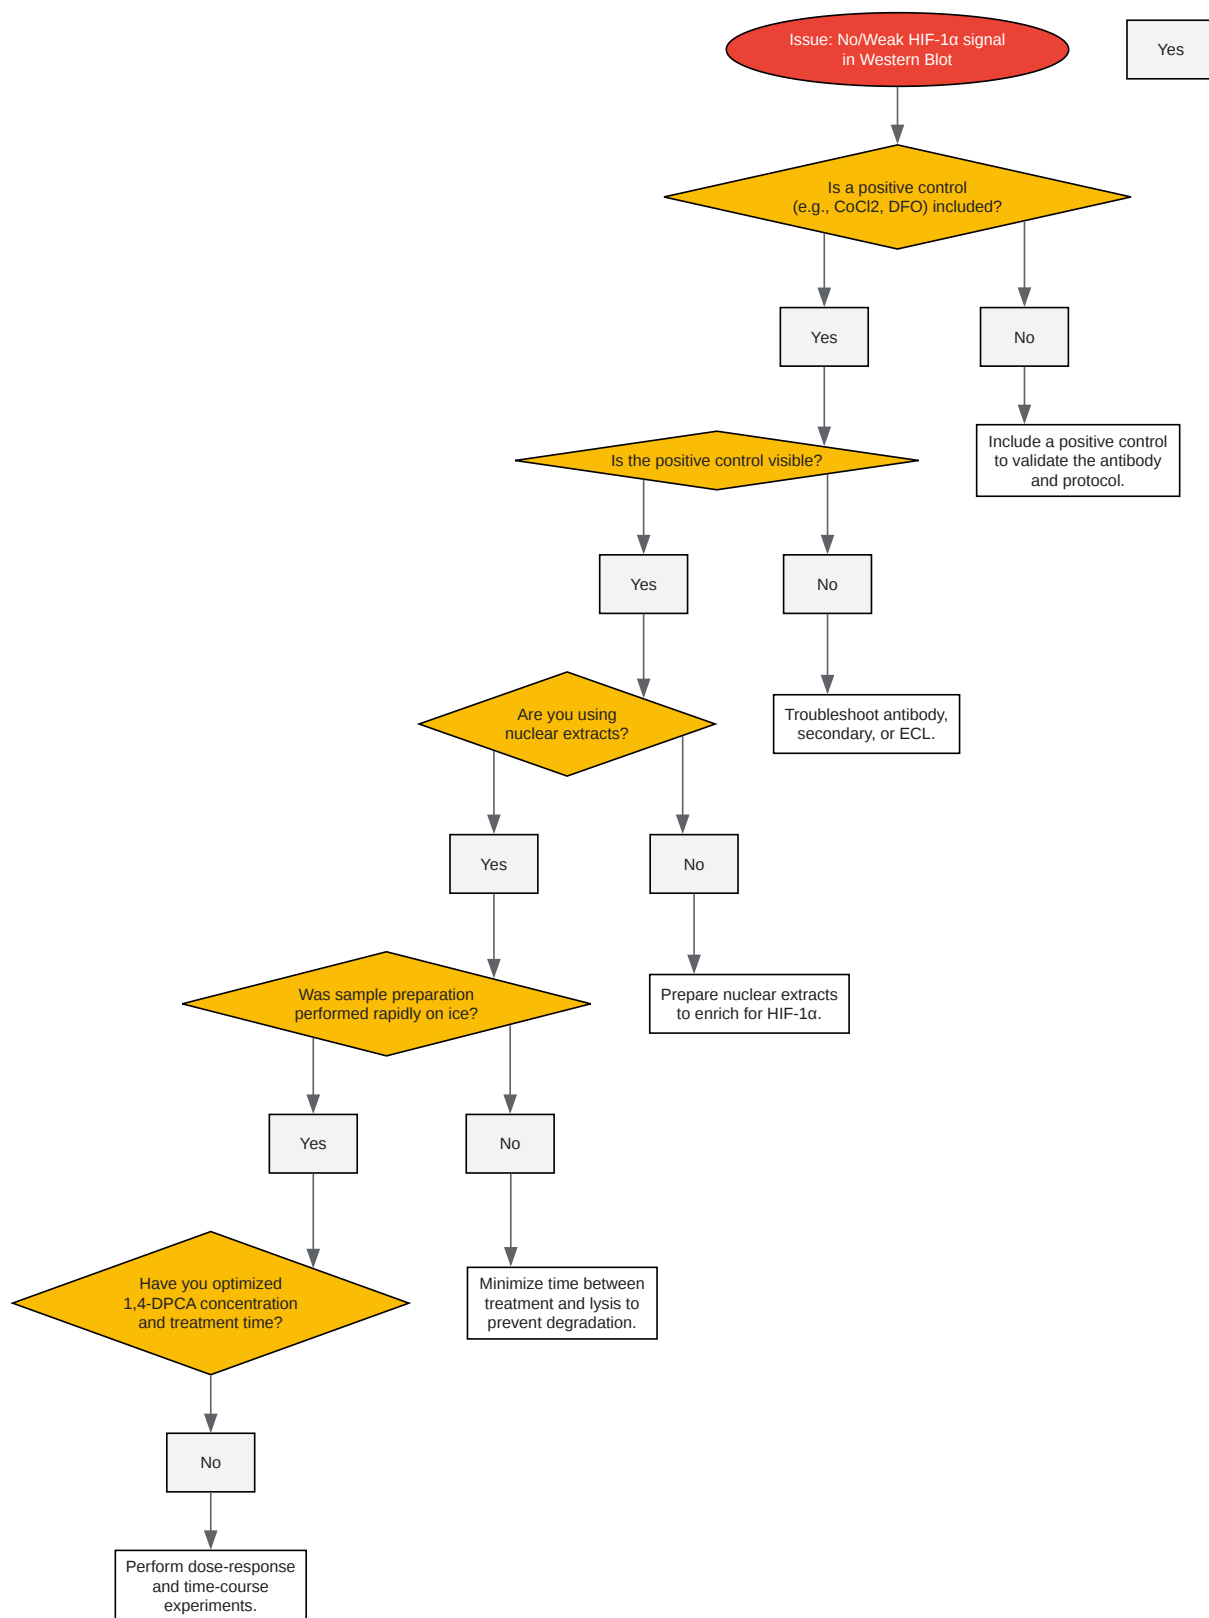 Issue: No/Weak HIF-1α signal
in Western Blot
Yes
Is a positive control
(e.g., CoCl2, DFO) included?
Yes
No
Include a positive control
to validate the antibody
and protocol.
Is the positive control visible?
Yes
No
Troubleshoot antibody,
secondary, or ECL.
Are you using
nuclear extracts?
Yes
No
Prepare nuclear extracts
to enrich for HIF-1α.
Was sample preparation
performed rapidly on ice?
Yes
No
Minimize time between
treatment and lysis to
prevent degradation.
Have you optimized
1,4-DPCA concentration
and treatment time?
No
Perform dose-response
and time-course
experiments.